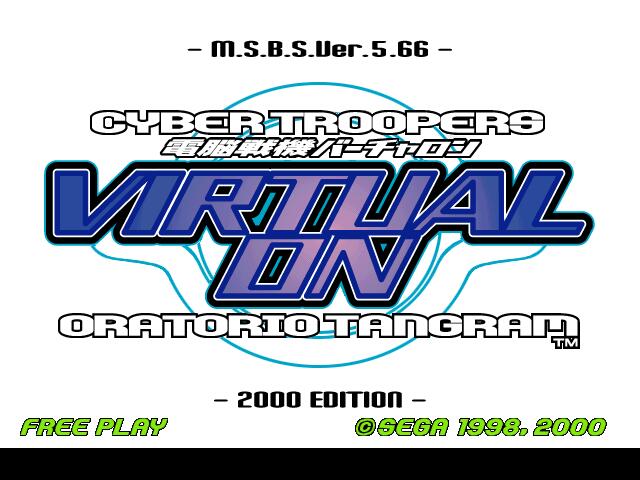 - M.S.B.S.Ver.5.66 -
CYBER TROOPERS
電脳戦機バーチャロン
VIRTUAL
ON
ORATORIO TANGRAM
TM
- 2000 EDITION -
FREE PLAY
©SEGA 1998, 2000